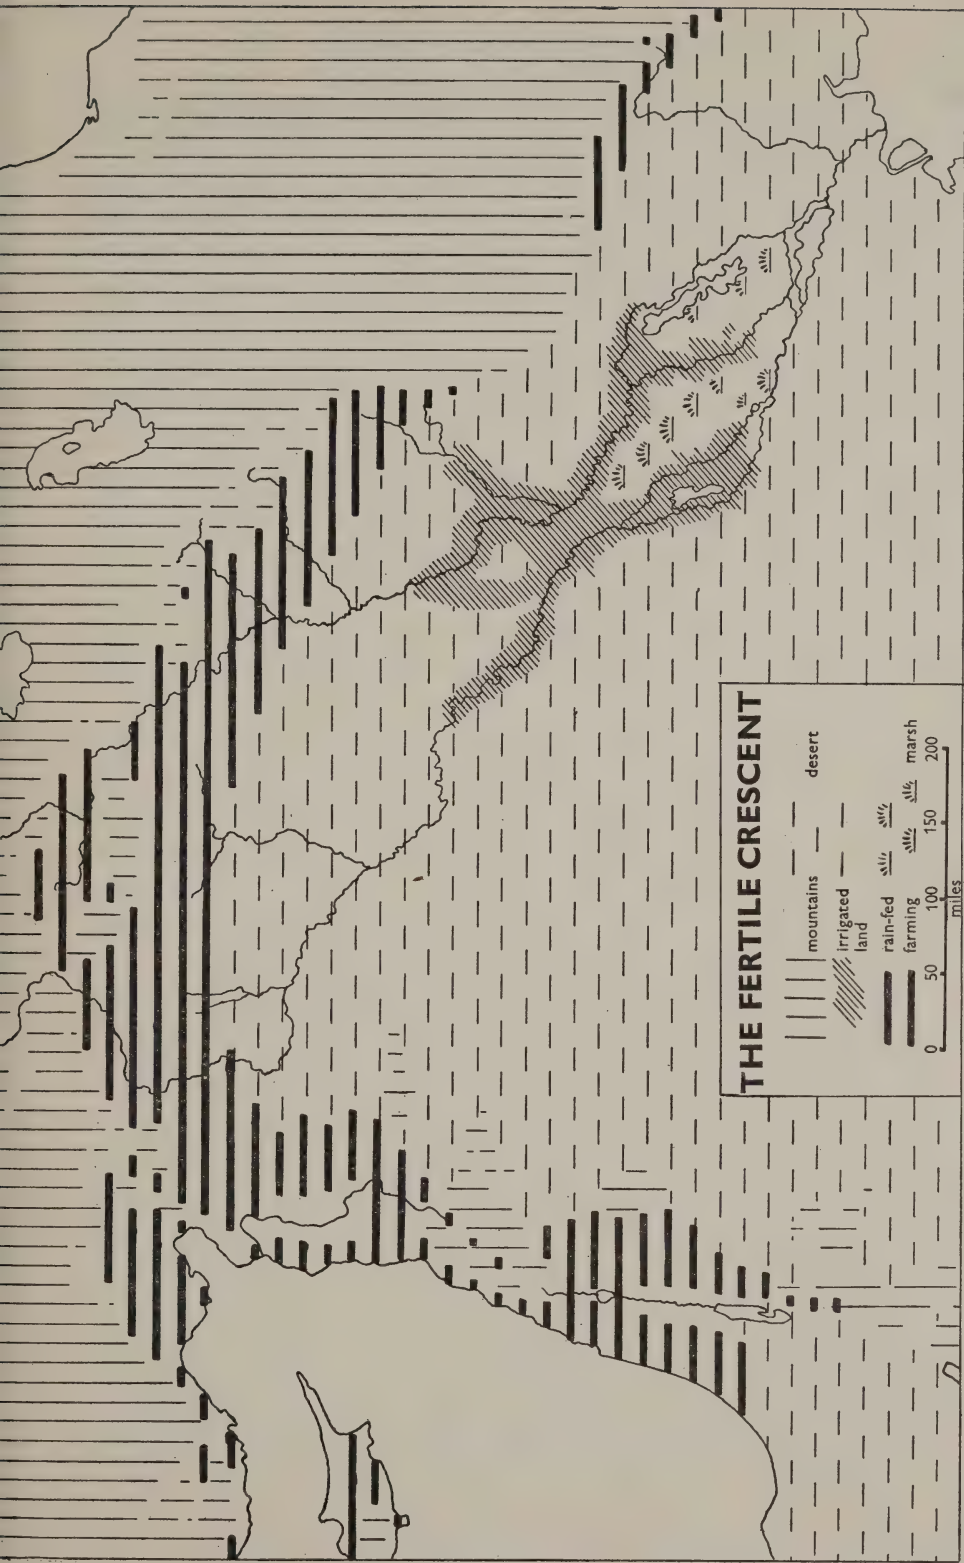 THE FERTILE CRESCENT
mountains
desert
irrigated
land
rain-fed
farming
marsh
0 50 100 150 200
miles